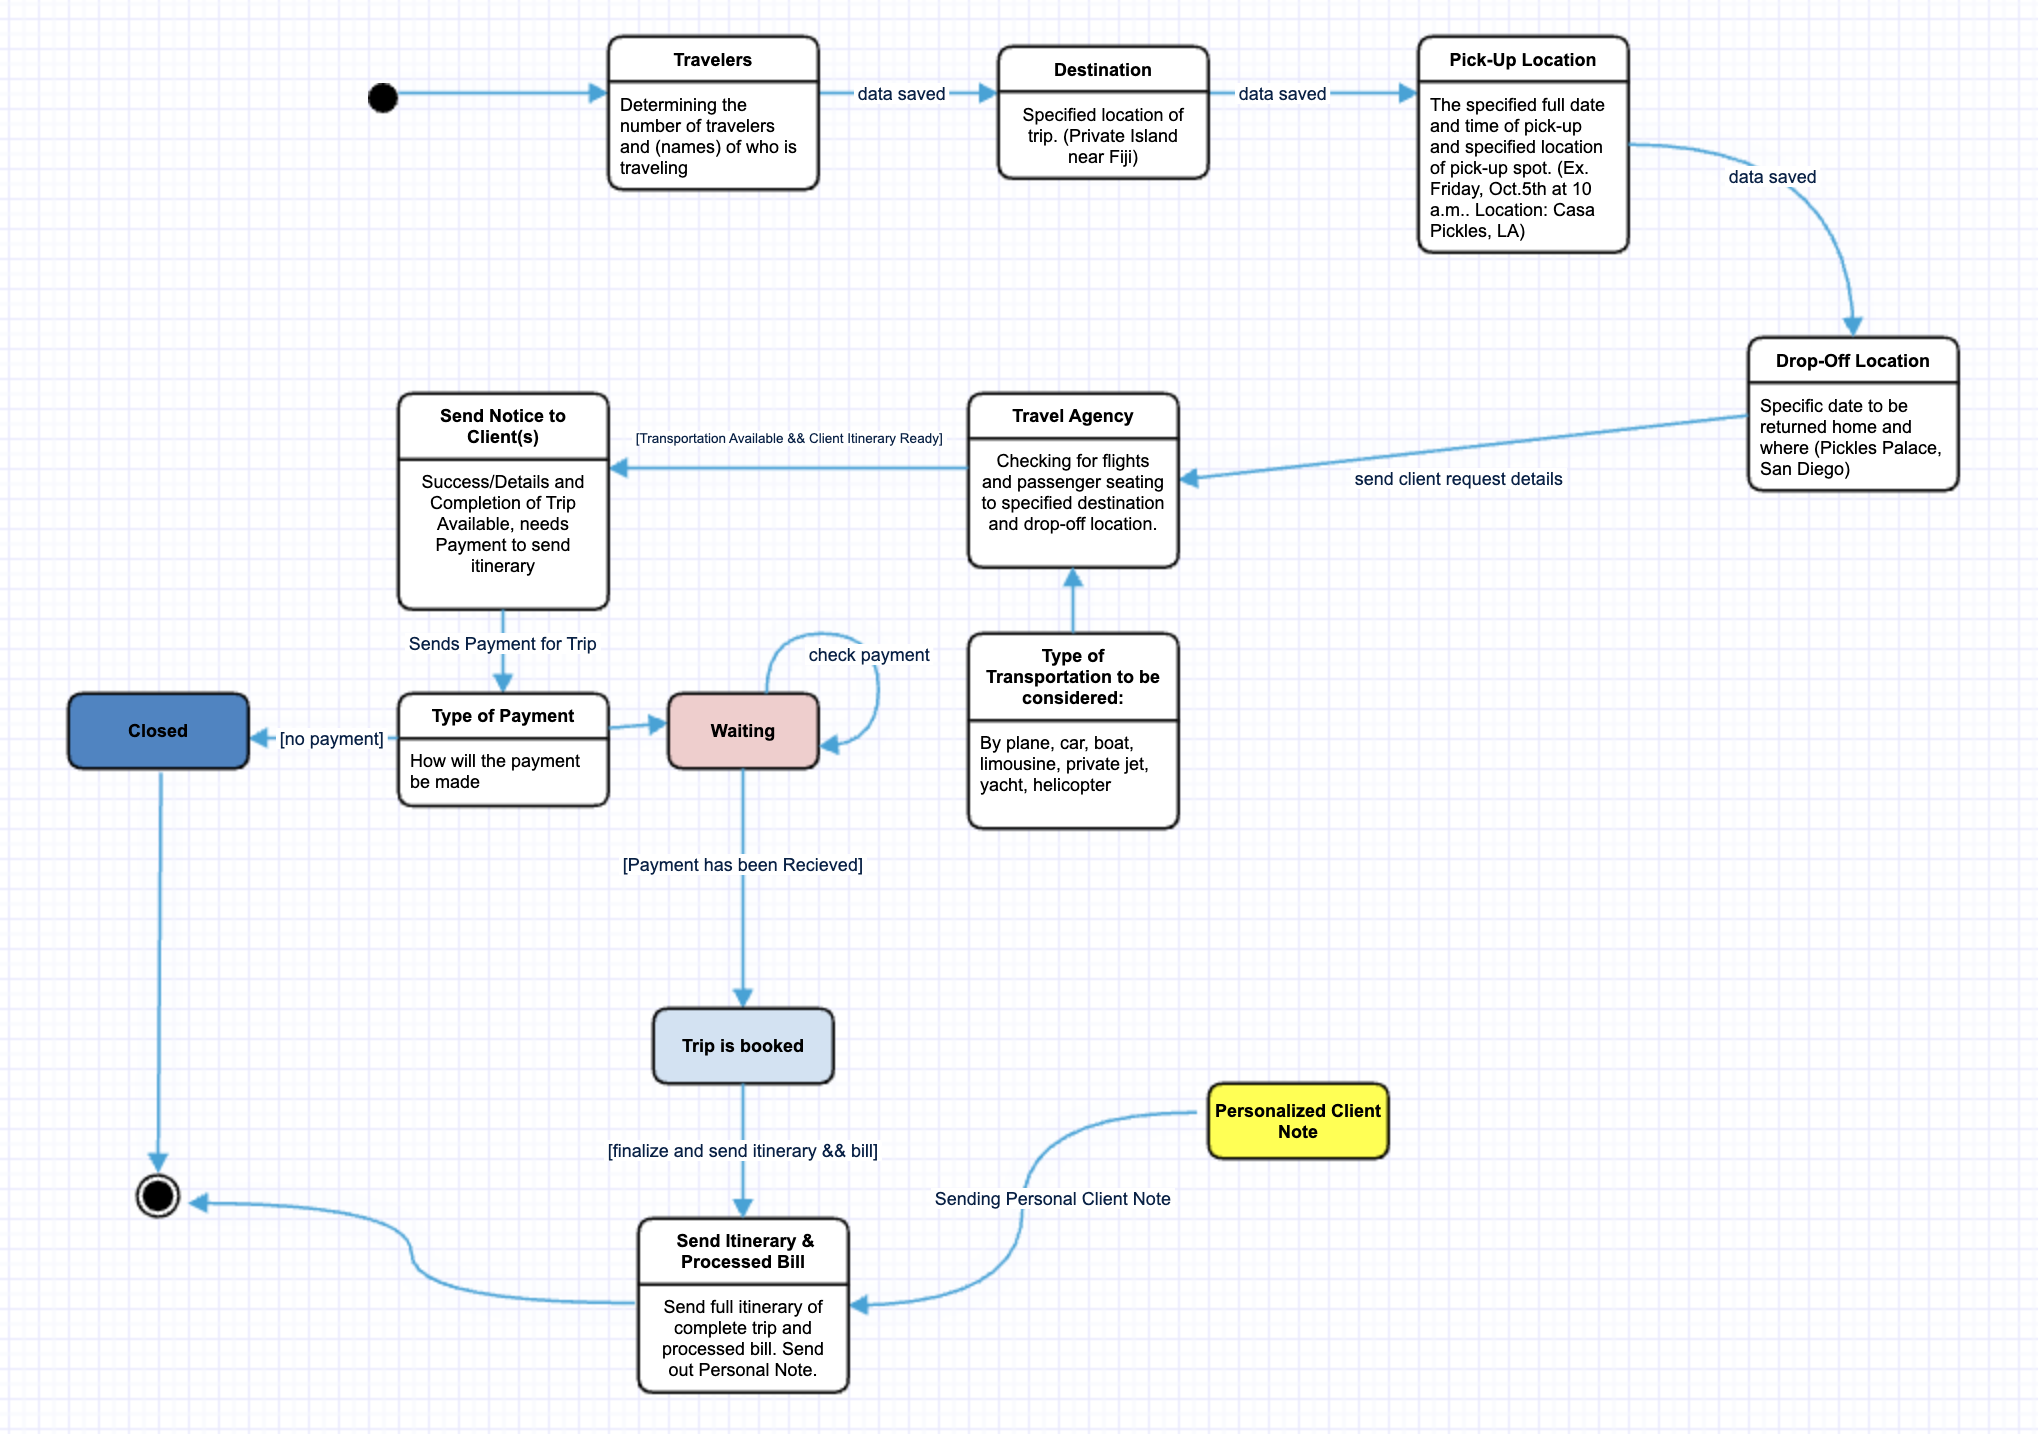 Travelers
Determining the
number of travelers
and (names) of who is
traveling
data saved
Destination
Specified location of
trip. (Private Island
near Fiji)
data saved
Pick-Up Location
The specified full date
and time of pick-up
and specified location
of pick-up spot. (Ex.
Friday, Oct.5th at 10
a.m.. Location: Casa
Pickles, LA)
data saved
Drop-Off Location
Specific date to be
returned home and
where (Pickles Palace,
San Diego)
send client request details
Travel Agency
Checking for flights
and passenger seating
to specified destination
and drop-off location.
[Transportation Available && Client Itinerary Ready]
Send Notice to
Client(s)
Success/Details and
Completion of Trip
Available, needs
Payment to send
itinerary
Type of
Transportation to be
considered:
By plane, car, boat,
limousine, private jet,
yacht, helicopter
Sends Payment for Trip
Type of Payment
How will the payment
be made
[no payment]
Closed
Waiting
check payment
[Payment has been Recieved]
Trip is booked
[finalize and send itinerary && bill]
Personalized Client
Note
Sending Personal Client Note
Send Itinerary &
Processed Bill
Send full itinerary of
complete trip and
processed bill. Send
out Personal Note.